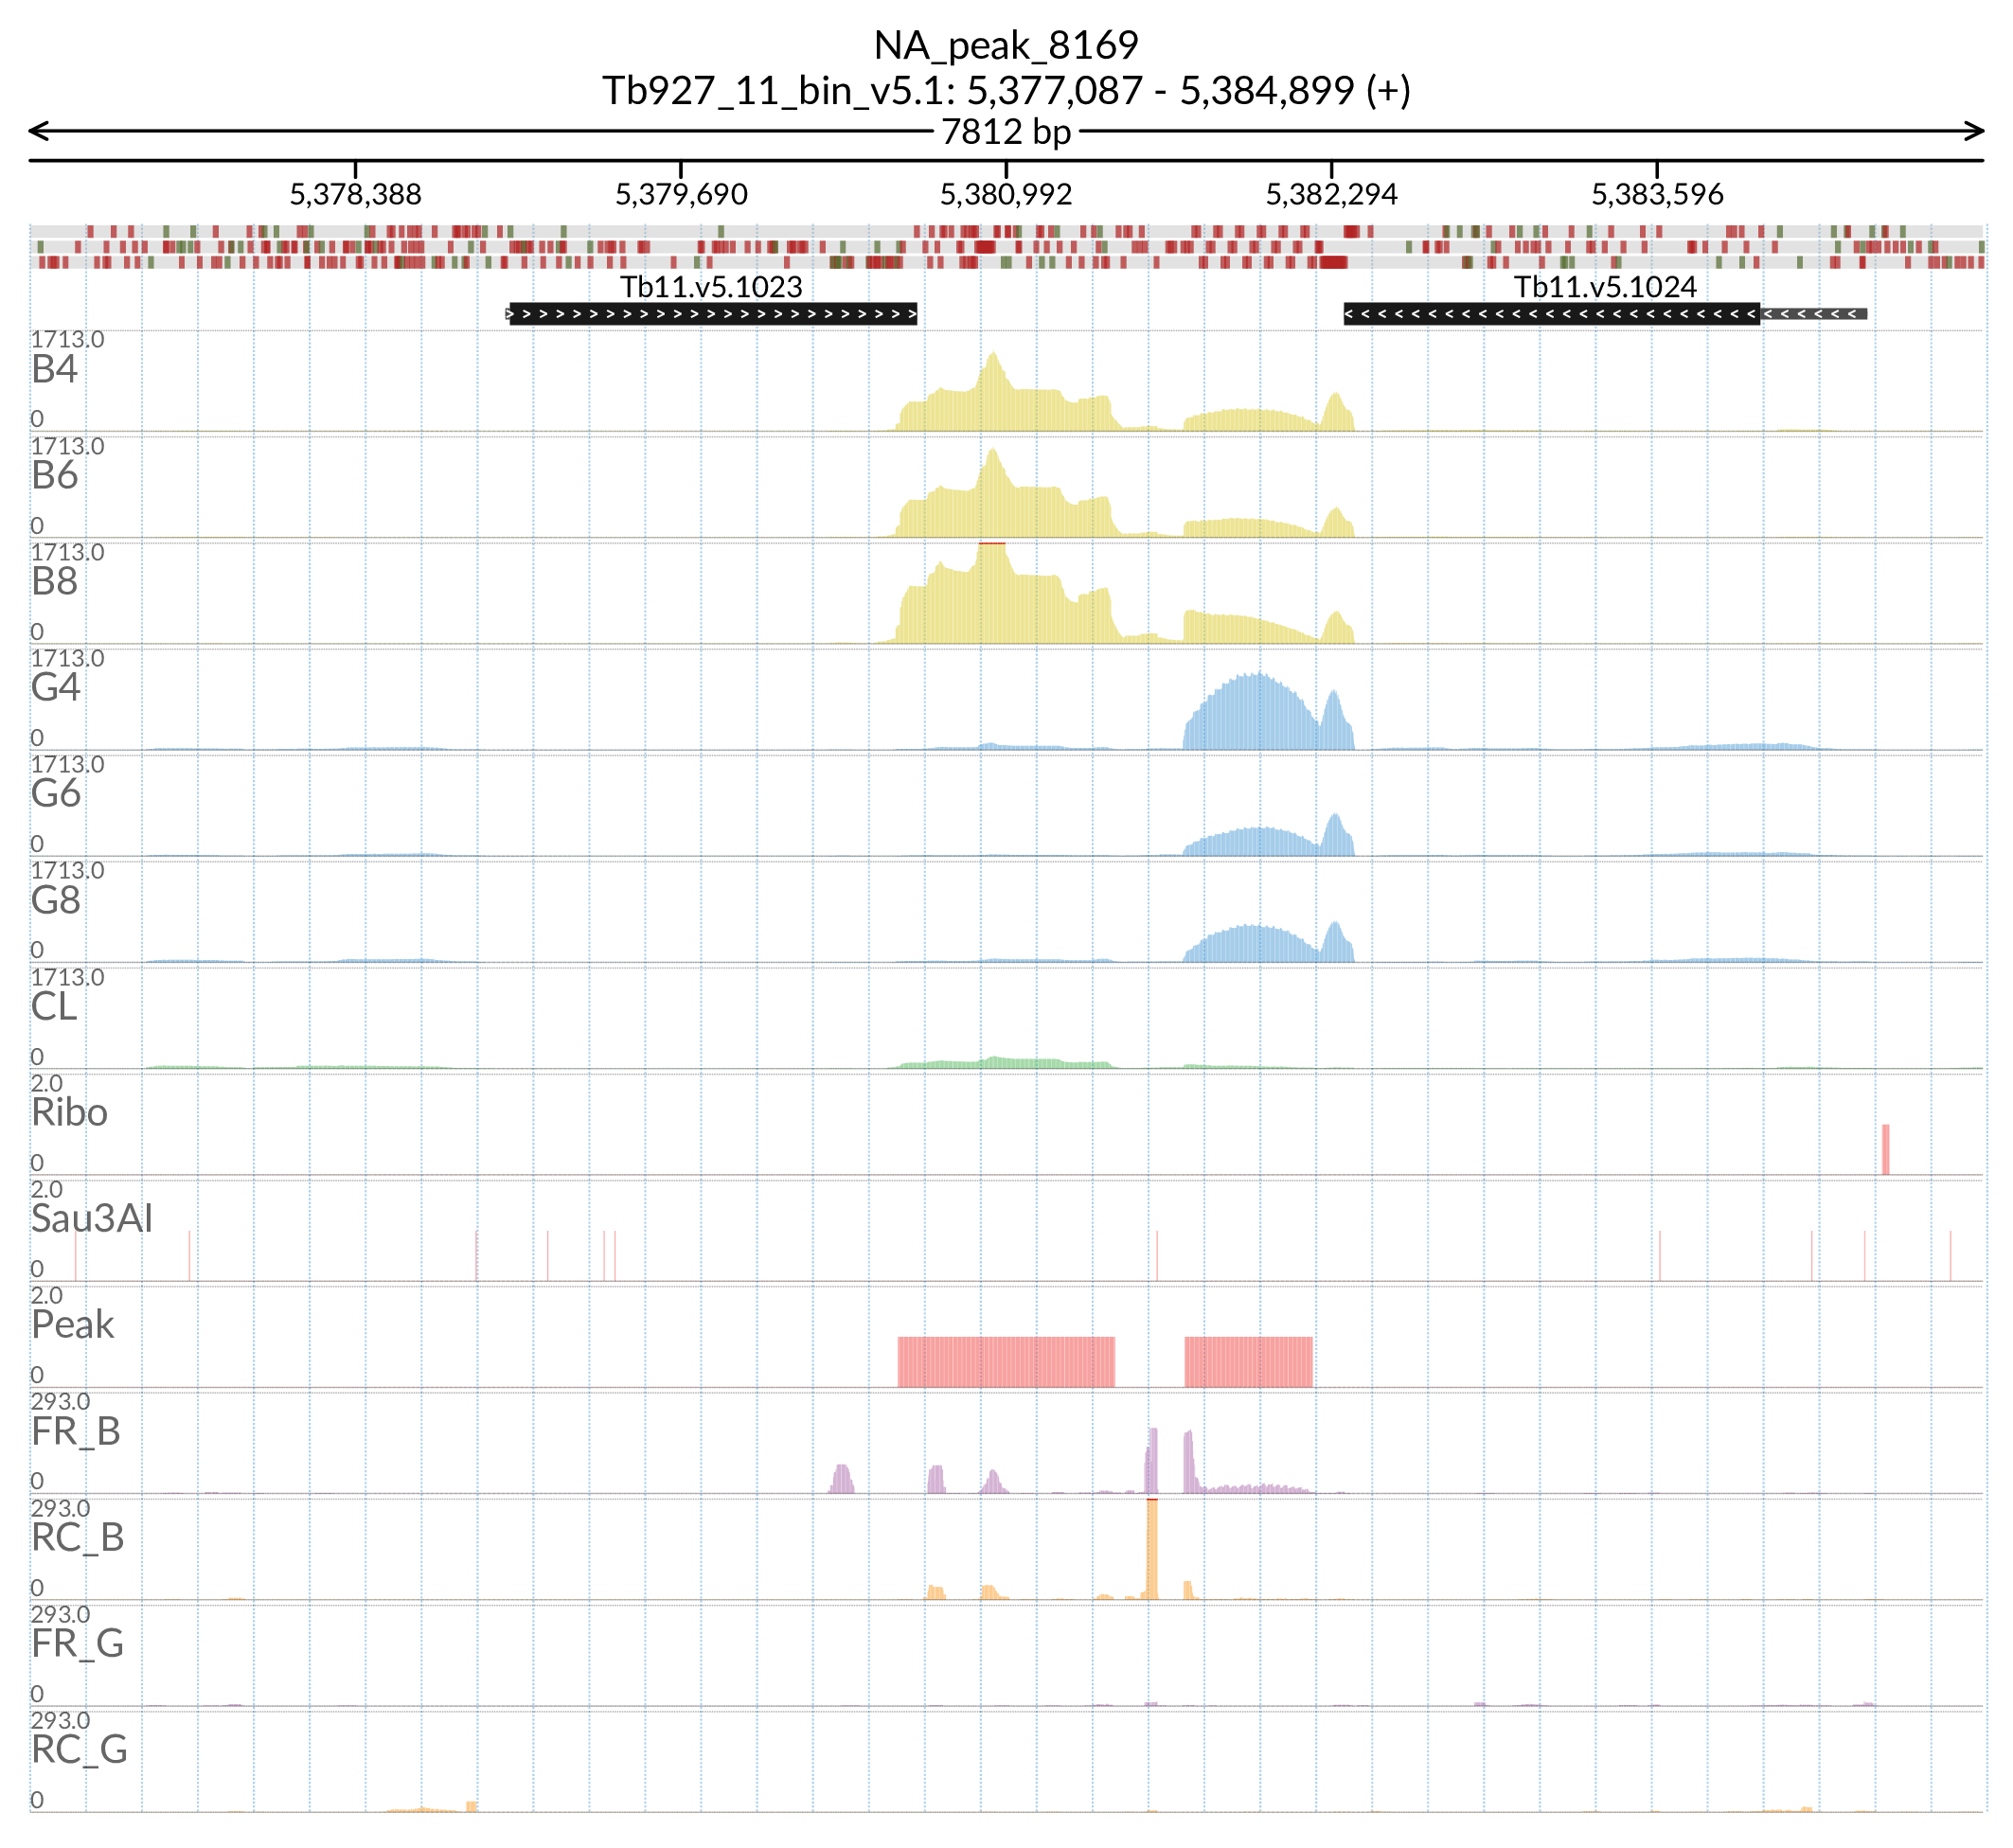 NA_peak_8169
Tb927_11_bin_v5.1: 5,377,087 - 5,384,899 (+)
7812 bp
5,378,388 5,379,690 5,380,992 5,382,294 5,383,596
Tb11.v5.1023 Tb11.v5.1024
1713.0
B4
0
1713.0
B6
0
1713.0
B8
0
1713.0
G4
0
1713.0
G6
0
1713.0
G8
0
1713.0
CL
0
2.0
Ribo
0
2.0
Sau3AI
0
2.0
Peak
0
293.0
FR_B
0
293.0
RC_B
0
293.0
FR_G
0
293.0
RC_G
0